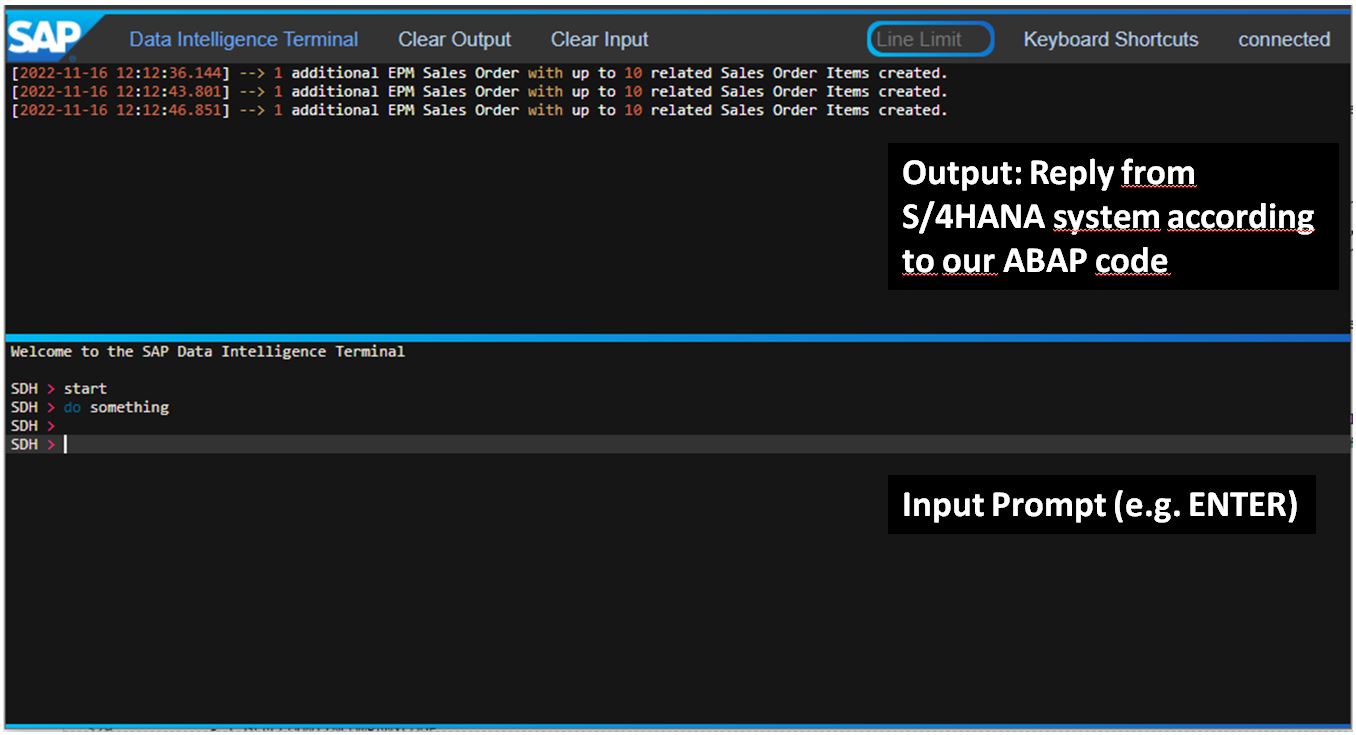 SAP Data Intelligence Terminal Clear Output Clear Input Line Limit Keyboard Shortcuts connected
[2022-11-16 12:12:36.144] --> 1 additional EPM Sales Order with up to 10 related Sales Order Items created.
[2022-11-16 12:12:43.801] --> 1 additional EPM Sales Order with up to 10 related Sales Order Items created.
[2022-11-16 12:12:46.851] --> 1 additional EPM Sales Order with up to 10 related Sales Order Items created.
Output: Reply from
S/4HANA system according
to our ABAP code
Welcome to the SAP Data Intelligence Terminal
SDH > start
SDH > do something
SDH >
SDH >
Input Prompt (e.g. ENTER)